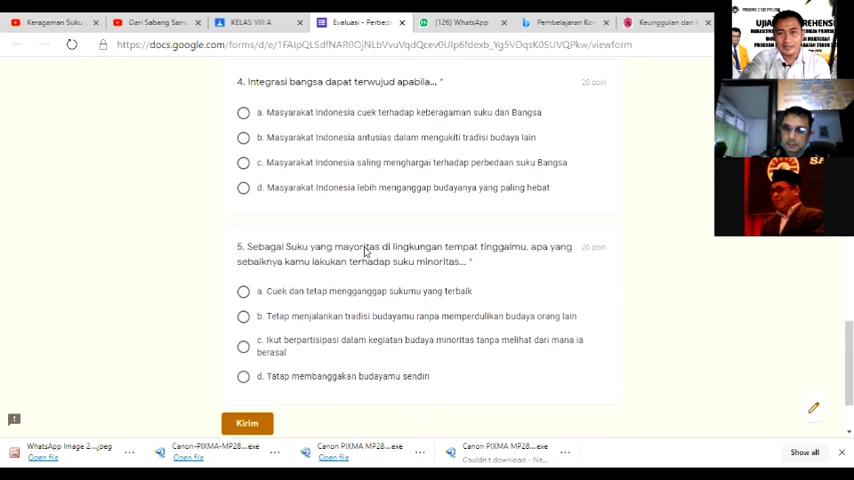 Keragaman Suku
Dari Sabang Sam
KELAS VIII A
Evaluasi - Perbed
(126) WhatsApp
Pembelajaran Ko
Keunggulan dan
https://docs.google.com/forms/d/e/1FAIpQLSdfNAR0OjNLbVvuVqdQcev0UIp6fdexb_Yg5VDqsK0SUVQPkw/viewform
4. Integrasi bangsa dapat terwujud apabila... *
20 poin
a. Masyarakat Indonesia cuek terhadap keberagaman suku dan Bangsa
b. Masyarakat Indonesia antusias dalam mengukiti tradisi budaya lain
c. Masyarakat Indonesia saling menghargai terhadap perbedaan suku Bangsa
d. Masyarakat Indonesia lebih menganggap budayanya yang paling hebat
5. Sebagai Suku yang mayoritas di lingkungan tempat tinggalmu, apa yang
20 poin
sebaiknya kamu lakukan terhadap suku minoritas... *
a. Cuek dan tetap mengganggap sukumu yang terbaik
b. Tetap menjalankan tradisi budayamu ranpa memperdulikan budaya orang lain
c. Ikut berpartisipasi dalam kegiatan budaya minoritas tanpa melihat dari mana ia
berasal
d. Tatap membanggakan budayamu sendiri
Kirim
WhatsApp Image 2....jpeg
Open file
Canon-PIXMA-MP28....exe
Open file
Canon PIXMA MP28....exe
Open file
Canon PIXMA MP28....exe
Couldn't download - Ne...
Show all